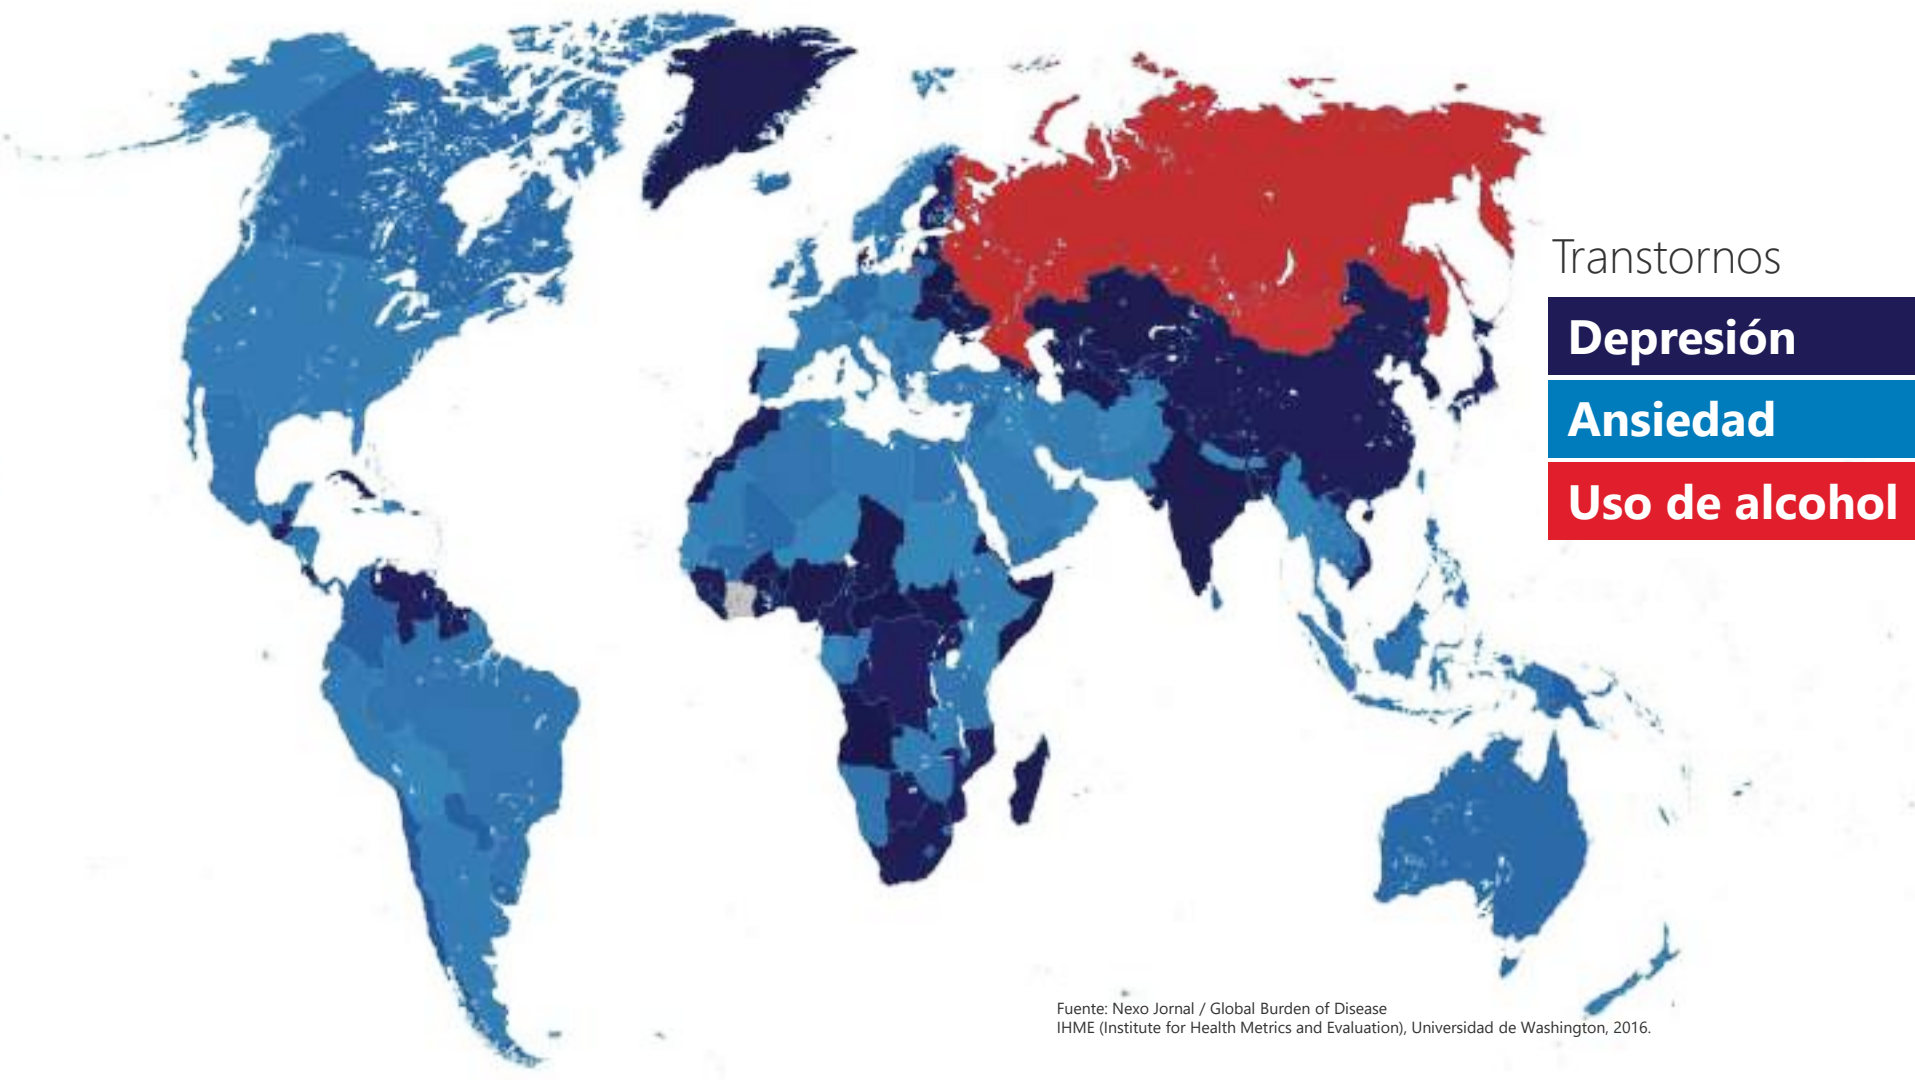 Transtornos
Depresión
Ansiedad
Uso de alcohol
Fuente: Nexo Jornal / Global Burden of Disease
IHME (Institute for Health Metrics and Evaluation), Universidad de Washington, 2016.